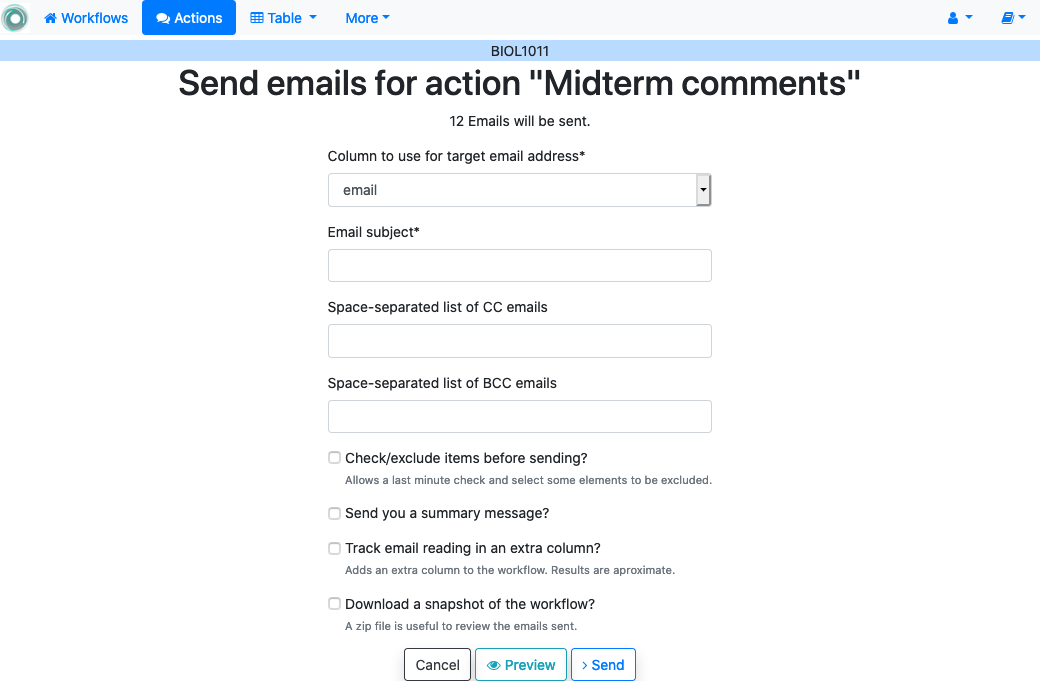 Workflows Actions Table More
BIOL1011
Send emails for action "Midterm comments"
12 Emails will be sent.
Column to use for target email address*
email
Email subject*
Space-separated list of CC emails
Space-separated list of BCC emails
Check/exclude items before sending?
Allows a last minute check and select some elements to be excluded.
Send you a summary message?
Track email reading in an extra column?
Adds an extra column to the workflow. Results are aproximate.
Download a snapshot of the workflow?
A zip file is useful to review the emails sent.
Cancel Preview Send